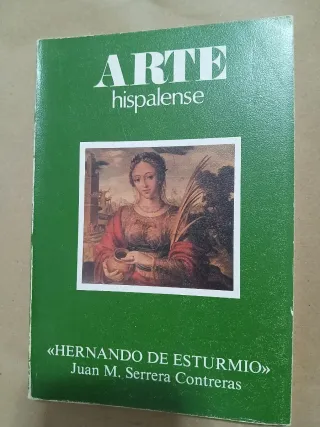 ARTE
hispalense
«HERNANDO DE ESTURMIO»
Juan M. Serrera Contreras